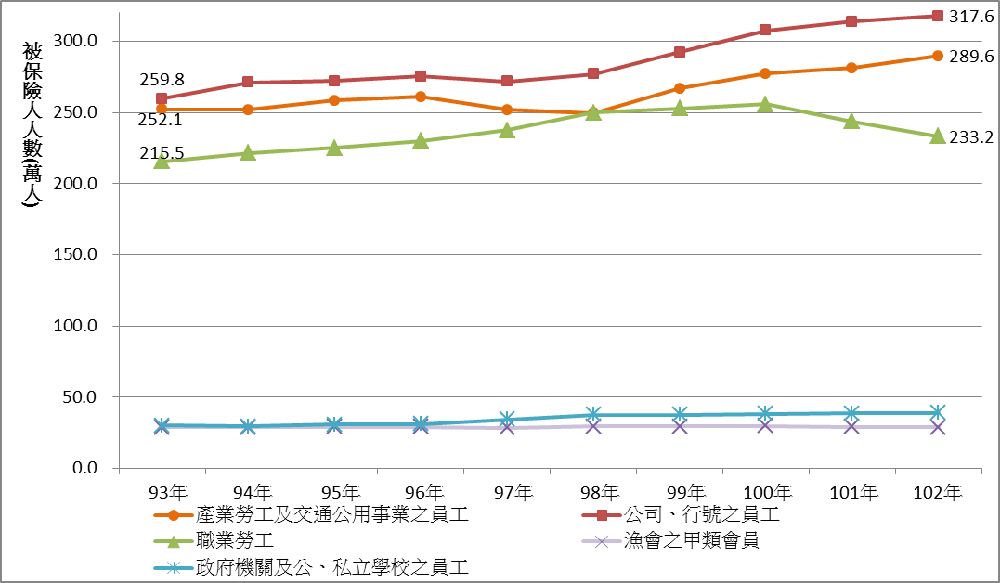 被保險人人數(萬人)
300.0
250.0
200.0
150.0
100.0
50.0
0.0
259.8
252.1
215.5
317.6
289.6
233.2
93年 94年 95年 96年 97年 98年 99年 100年 101年 102年
產業勞工及交通公用事業之員工 公司、行號之員工
職業勞工 漁會之甲類會員
政府機關及公、私立學校之員工